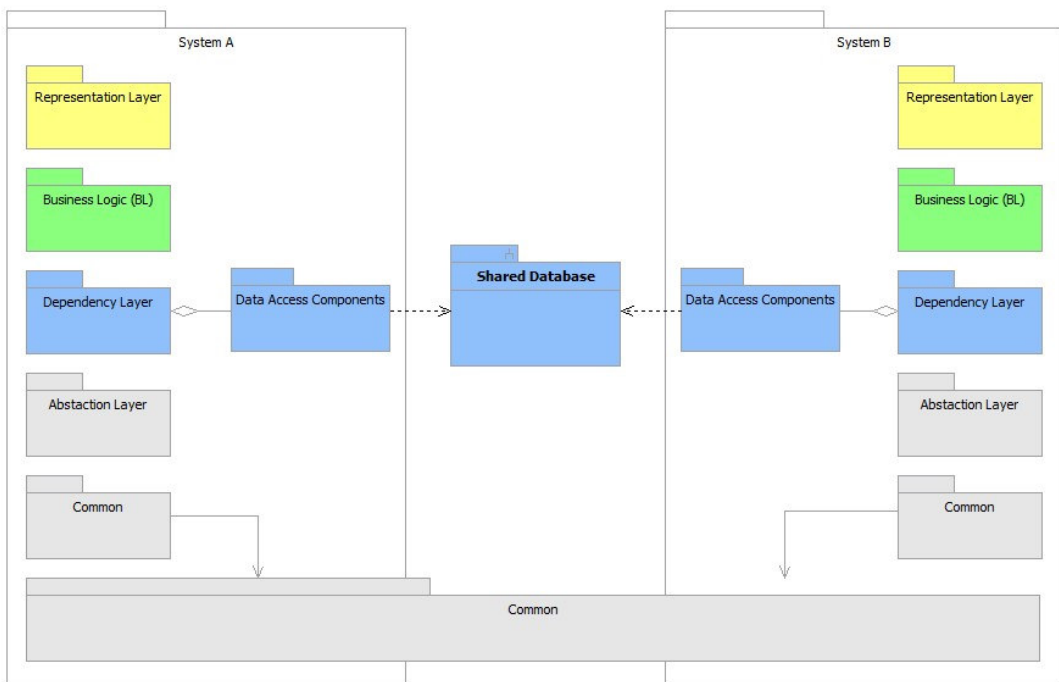 System A
System B
Representation Layer
Representation Layer
Business Logic (BL)
Business Logic (BL)
Shared Database
Dependency Layer
Data Access Components
Data Access Components
Dependency Layer
Abstaction Layer
Abstaction Layer
Common
Common
Common